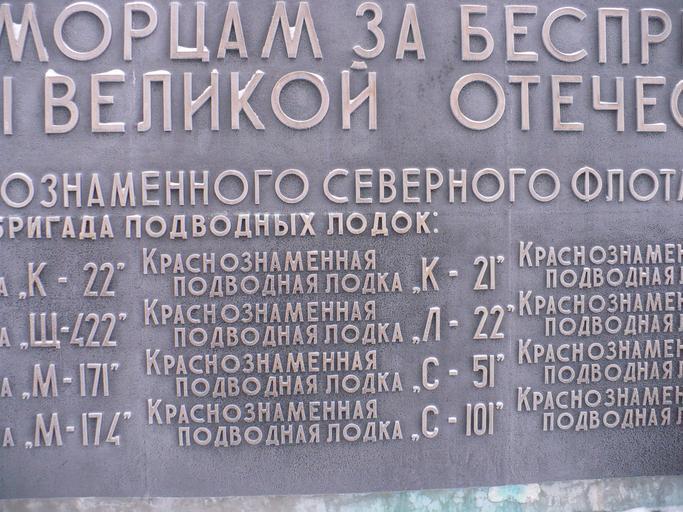 МОРЦАМ ЗА БЕСПР
ВЕЛИКОЙ ОТЕЧЕС
ОЗНАМЕННОГО СЕВЕРНОГО ФЛОТА
БРИГАДА ПОДВОДНЫХ ЛОДОК:
А „К - 22”
КРАСНОЗНАМЕННАЯ
ПОДВОДНАЯ ЛОДКА „К - 21”
КРАСНОЗНАМЕН
ПОДВОДНАЯ Л
А „Щ-422”
КРАСНОЗНАМЕННАЯ
ПОДВОДНАЯ ЛОДКА „Л - 22”
КРАСНОЗНАМЕН
ПОДВОДНАЯ Л
А „М-171”
КРАСНОЗНАМЕННАЯ
ПОДВОДНАЯ ЛОДКА „С - 51”
КРАСНОЗНАМЕН
ПОДВОДНАЯ Л
А „М-174”
КРАСНОЗНАМЕННАЯ
ПОДВОДНАЯ ЛОДКА „С - 101”
КРАСНОЗНАМЕН
ПОДВОДНАЯ Л